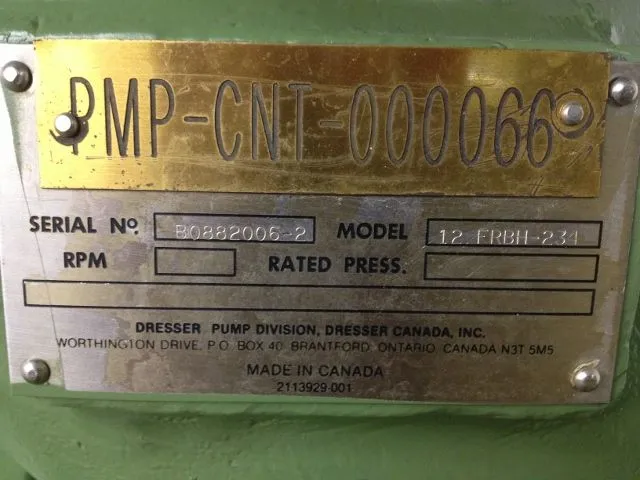 PMP-CNT-000066
SERIAL Nº. B0882006-2 MODEL 12 FRBH-234
RPM RATED PRESS.
DRESSER PUMP DIVISION, DRESSER CANADA, INC.
WORTHINGTON DRIVE, P.O. BOX 40 BRANTFORD ONTARIO, CANADA N3T 5M5
MADE IN CANADA
2113929-001